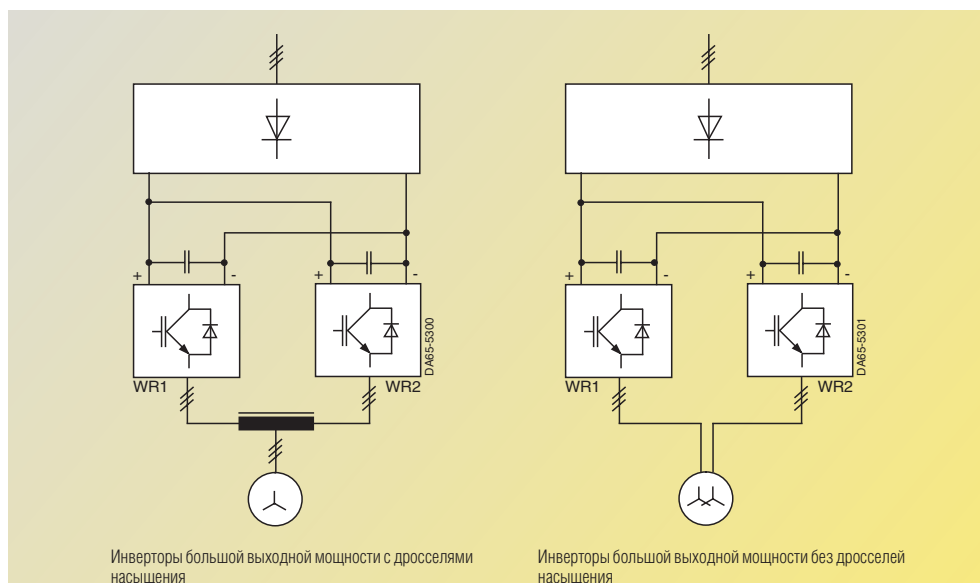 + - + -
DA65-5300
WR1 WR2
+ - + -
DA65-5301
WR1 WR2
Инверторы большой выходной мощности с дросселями
насыщения
Инверторы большой выходной мощности без дросселей
насыщения